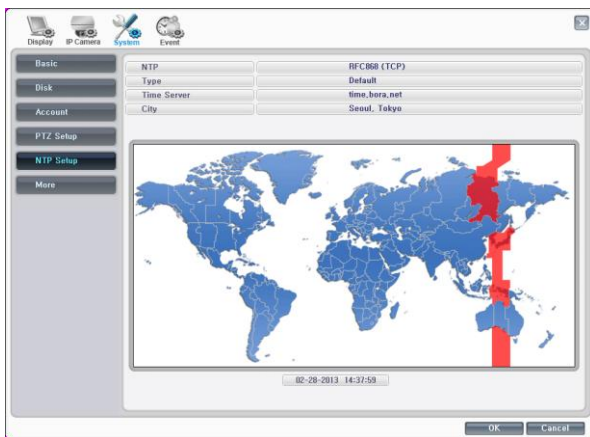 Display IP Camera System Event
Basic
Disk
Account
PTZ Setup
NTP Setup
More
NTP RFC868 (TCP)
Type Default
Time Server time.bora.net
City Seoul, Tokyo
02-28-2013 14:37:59
OK Cancel